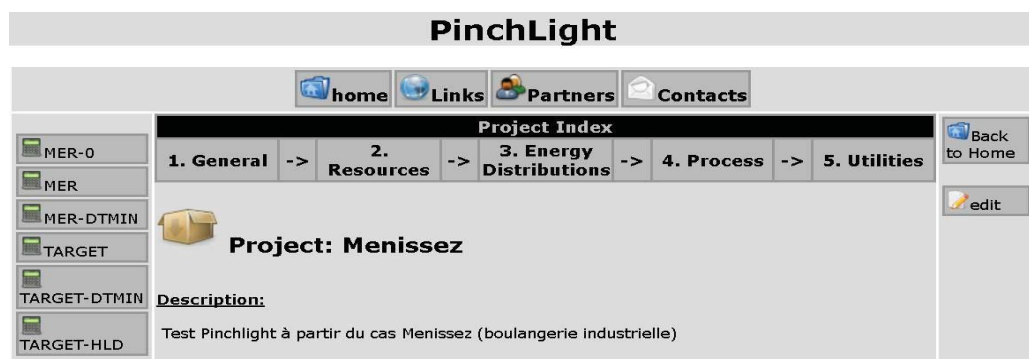 PinchLight
home Links Partners Contacts
Project Index
1. General -> 2. Resources -> 3. Energy Distributions -> 4. Process -> 5. Utilities
MER-0
MER
MER-DTMIN
TARGET
TARGET-DTMIN
TARGET-HLD
Project: Menissez
Description:
Test Pinchlight à partir du cas Menissez (boulangerie industrielle)
Back
to Home
edit